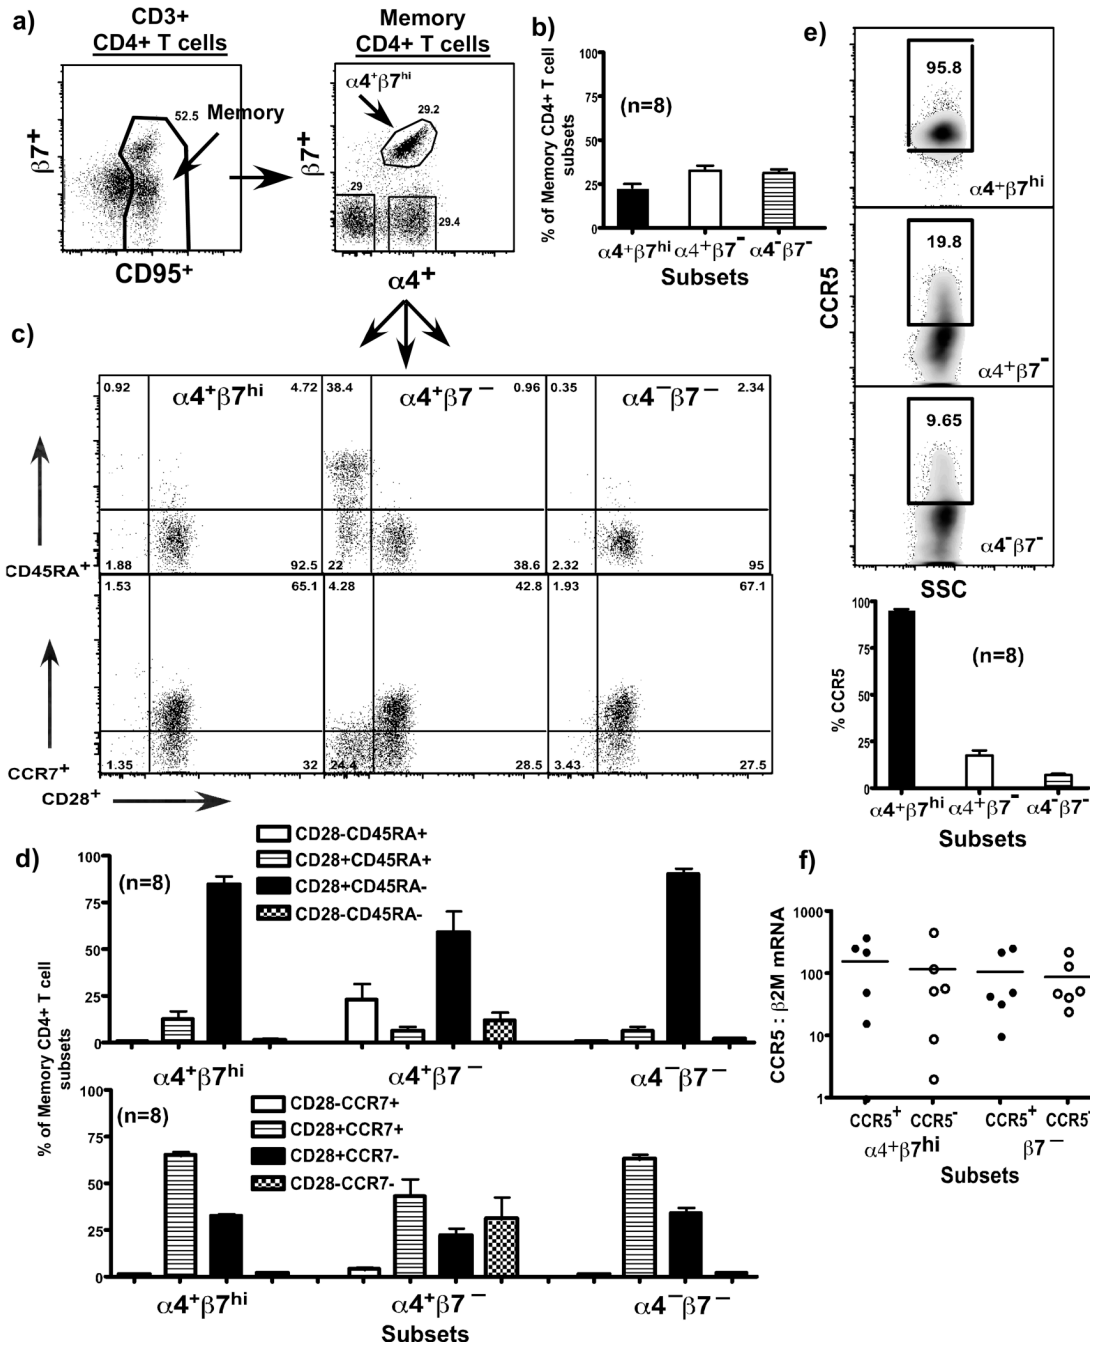 a)
CD3+
CD4+ T cells
β7+
52.5
Memory
CD95+
Memory
CD4+ T cells
α4+β7hi
29.2
β7+
29
29.4
α4+
b)
% of Memory CD4+ T cell
subsets
100
75
50
25
0
(n=8)
α4+β7hi α4+β7- α4-β7-
Subsets
c)
0.92 α4+β7hi 4.72
38.4 α4+β7- 0.96
0.35 α4-β7- 2.34
CD45RA+
1.88 92.5
22 38.6
2.32 95
1.53 65.1
4.28 42.8
1.93 67.1
CCR7+
1.35 32
24.4 28.5
3.43 27.5
CD28+
d)
CD28-CD45RA+
CD28+CD45RA+
CD28+CD45RA-
CD28-CD45RA-
(n=8)
100
75
50
25
0
α4+β7hi α4+β7- α4-β7-
% of Memory CD4+ T cell
subsets
CD28-CCR7+
CD28+CCR7+
CD28+CCR7-
CD28-CCR7-
(n=8)
100
75
50
25
0
α4+β7hi α4+β7- α4-β7-
Subsets
e)
95.8
α4+β7hi
19.8
α4+β7-
9.65
α4-β7-
CCR5
SSC
% CCR5
100
75
50
25
0
(n=8)
α4+β7hi α4+β7- α4-β7-
Subsets
f)
CCR5 : β2M mRNA
1000
100
10
1
CCR5+ CCR5- CCR5+ CCR5-
α4+β7hi β7-
Subsets